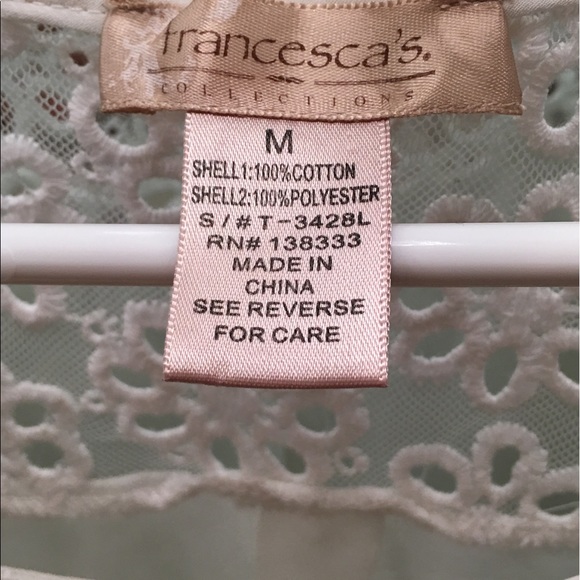 francesca's.
COLLECTIONS
M
SHELL1:100%COTTON
SHELL2:100%POLYESTER
S/#T-3428L
RN# 138333
MADE IN
CHINA
SEE REVERSE
FOR CARE